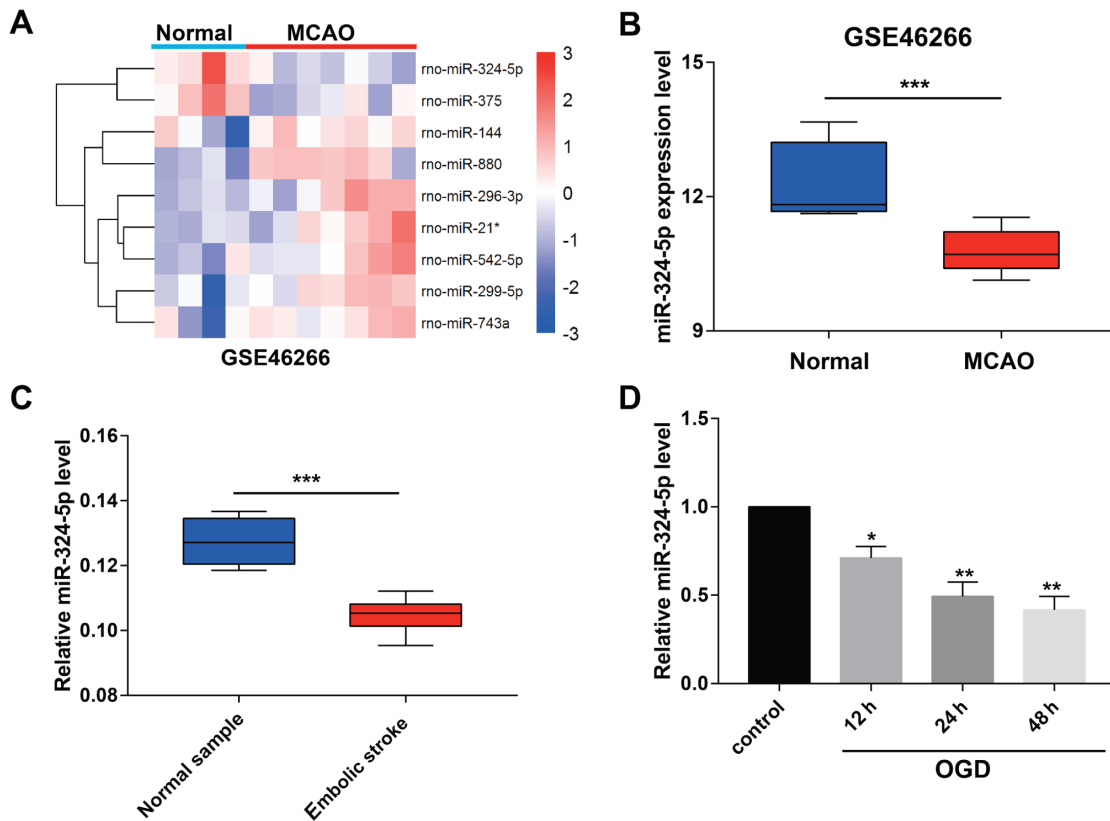 A
Normal MCAO
rno-miR-324-5p
rno-miR-375
rno-miR-144
rno-miR-880
rno-miR-296-3p
rno-miR-21*
rno-miR-542-5p
rno-miR-299-5p
rno-miR-743a
3
2
1
0
-1
-2
-3
GSE46266
B
GSE46266
miR-324-5p expression level
15
12
9
***
Normal MCAO
C
Relative miR-324-5p level
0.16
0.14
0.12
0.10
0.08
***
Normal sample
Embolic stroke
D
Relative miR-324-5p level
1.5
1.0
0.5
0.0
*
**
**
control
12 h
24 h
48 h
OGD